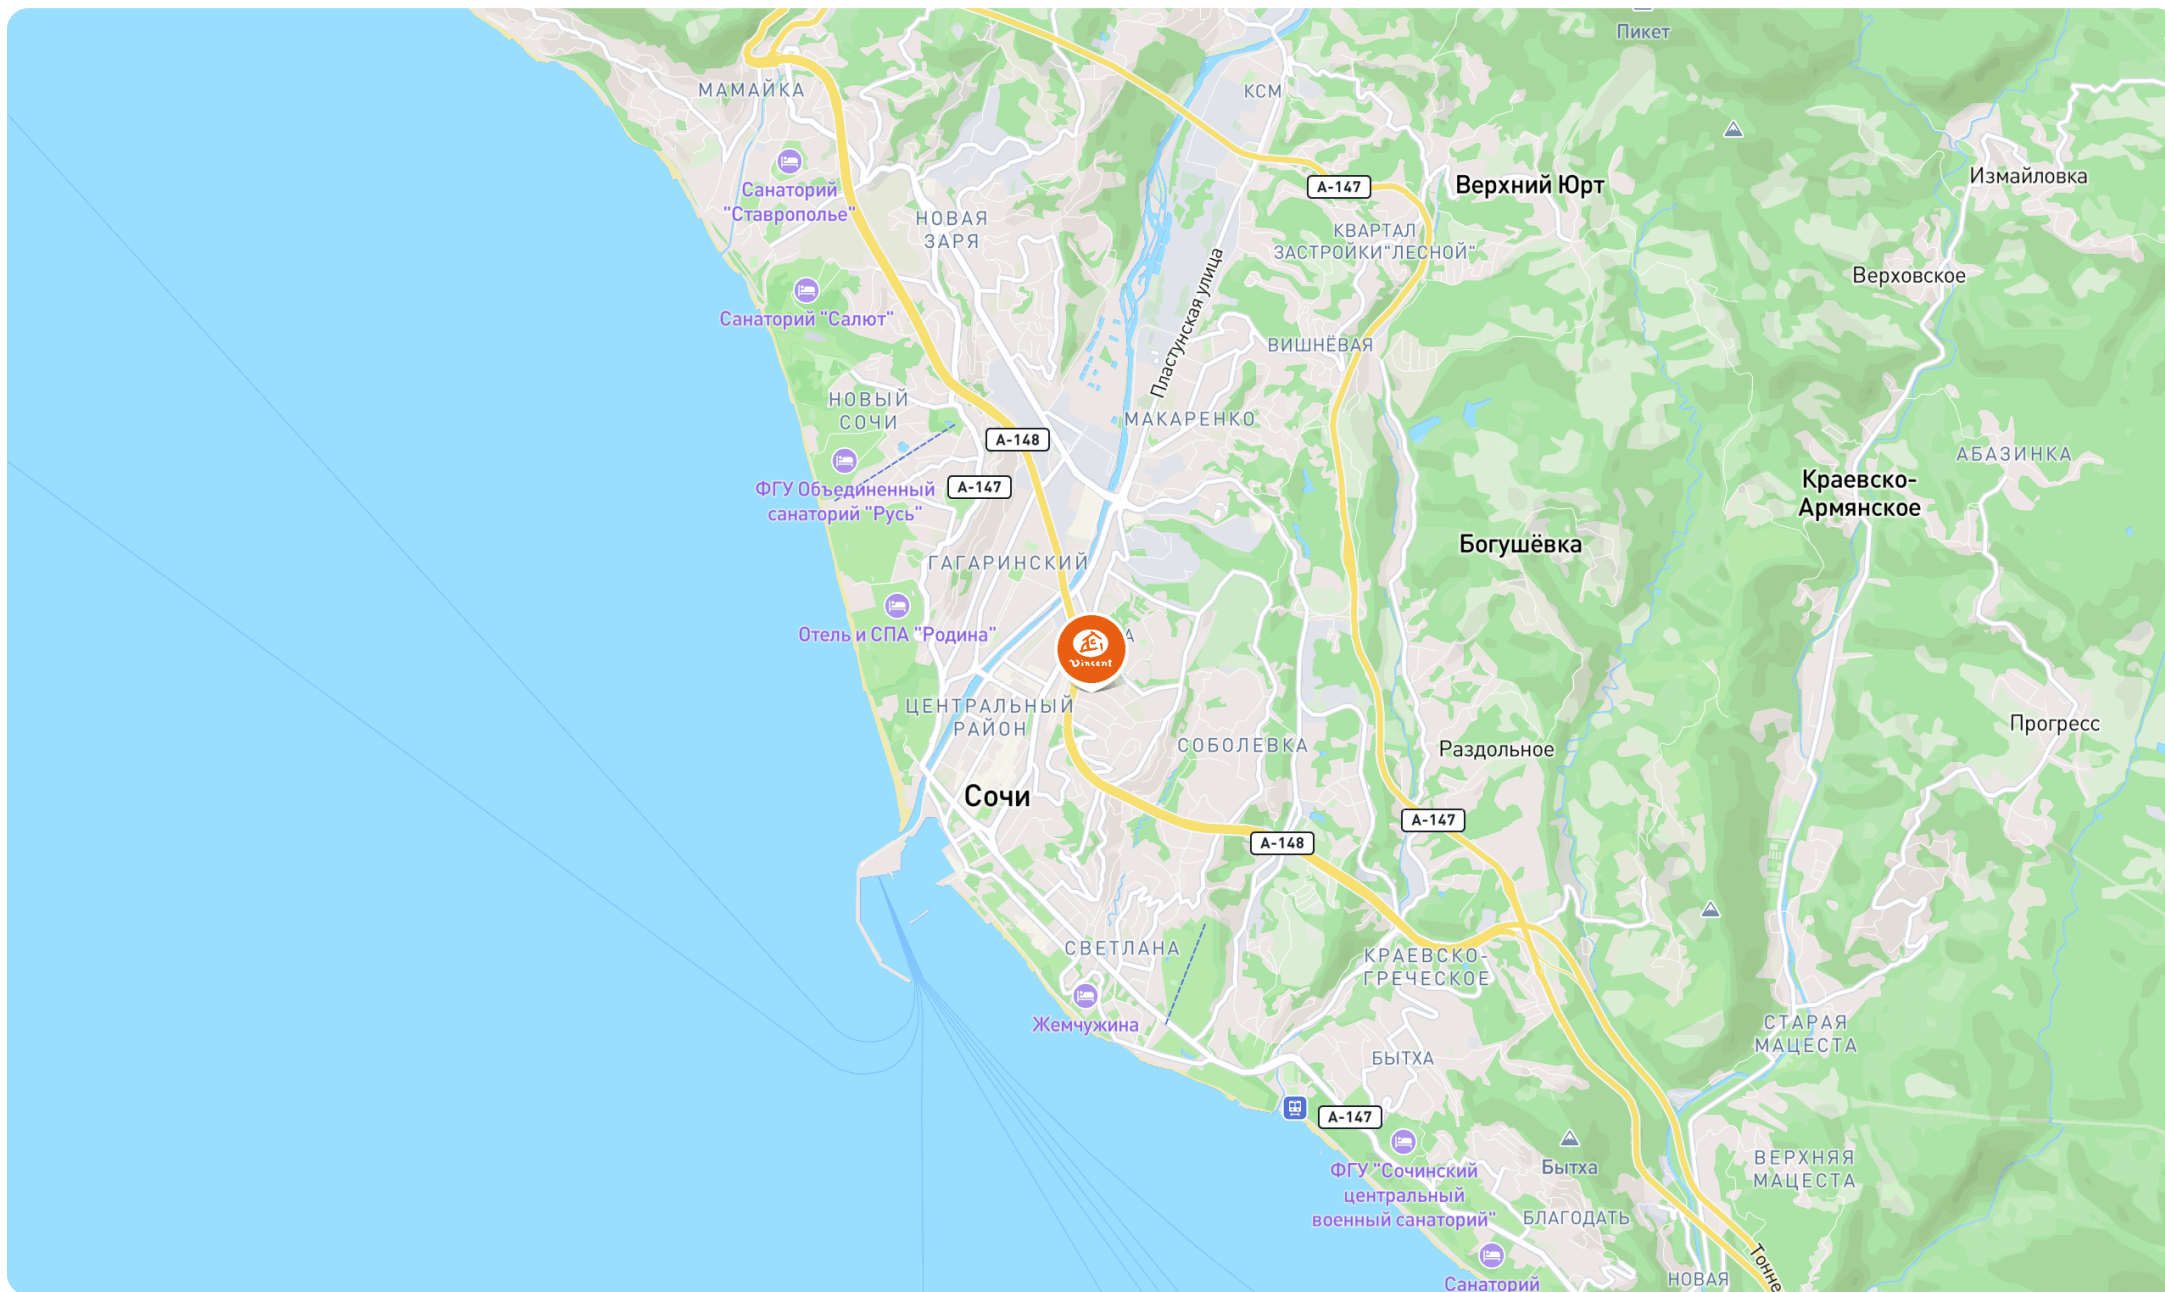 Пикет
МАМАЙКА
КСМ
Санаторий
"Ставрополье"
А-147
Верхний Юрт
Измайловка
НОВАЯ
ЗАРЯ
КВАРТАЛ
ЗАСТРОЙКИ"ЛЕСНОЙ"
Верховское
Санаторий "Салют"
Пластунская улица
ВИШНЁВАЯ
НОВЫЙ
СОЧИ
МАКАРЕНКО
А-148
АБАЗИНКА
ФГУ Объединенный
санаторий "Русь"
А-147
Краевско-
Армянское
Богушёвка
ГАГАРИНСКИЙ
Отель и СПА "Родина"
Vincent
ЦЕНТРАЛЬНЫЙ
РАЙОН
Прогресс
СОБОЛЕВКА
Раздольное
Сочи
А-147
А-148
СВЕТЛАНА
КРАЕВСКО-
ГРЕЧЕСКОЕ
Жемчужина
СТАРАЯ
МАЦЕСТА
БЫТХА
А-147
ФГУ "Сочинский
центральный
военный санаторий"
Бытха
ВЕРХНЯЯ
МАЦЕСТА
БЛАГОДАТЬ
Тонне
НОВАЯ
Санаторий